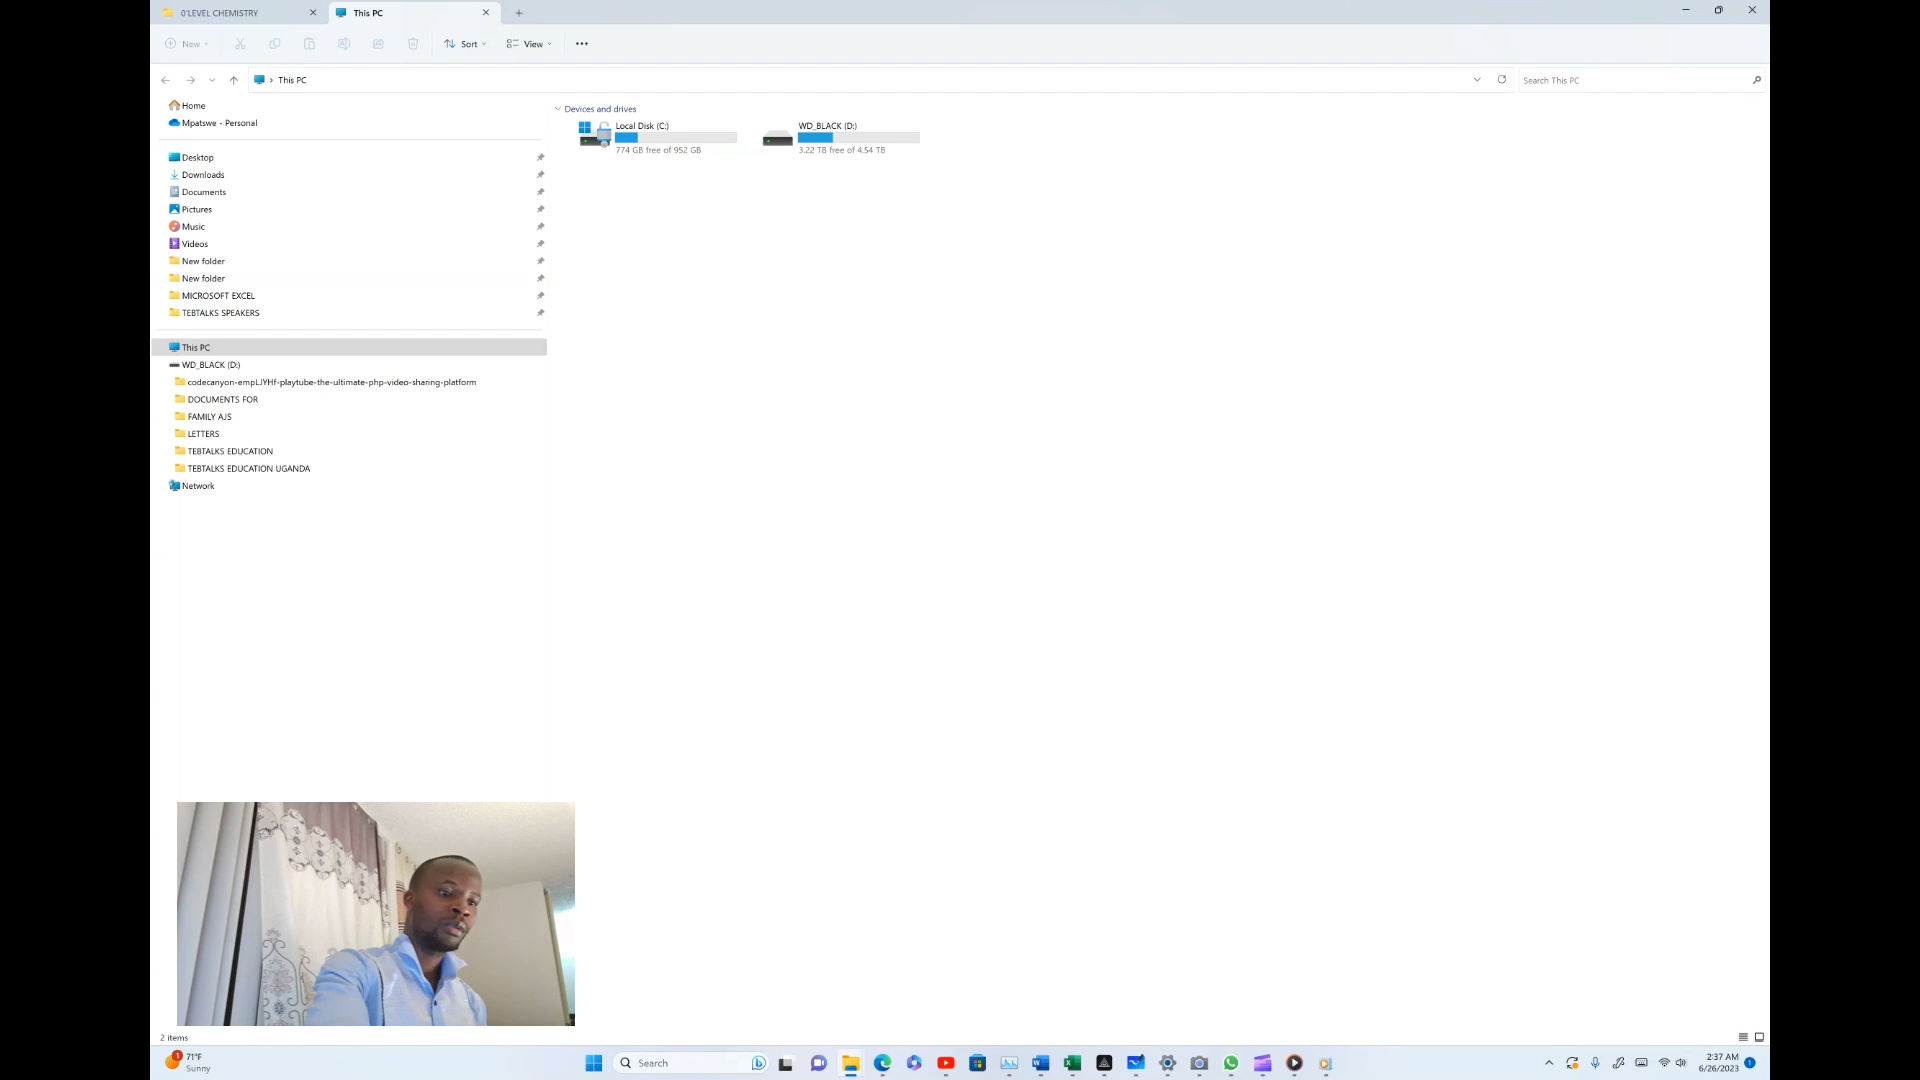 0'LEVEL CHEMISTRY
This PC
New
Sort
View
This PC
Search This PC
Home
Mpatswe - Personal
Desktop
Downloads
Documents
Pictures
Music
Videos
New folder
New folder
MICROSOFT EXCEL
TEBTALKS SPEAKERS
This PC
WD_BLACK (D:)
codecanyon-empLJYHf-playtube-the-ultimate-php-video-sharing-platform
DOCUMENTS FOR
FAMILY AJS
LETTERS
TEBTALKS EDUCATION
TEBTALKS EDUCATION UGANDA
Network
Devices and drives
Local Disk (C:)
774 GB free of 952 GB
WD_BLACK (D:)
3.22 TB free of 4.54 TB
2 items
1
71°F
Sunny
Search
2:37 AM
6/26/2023
1